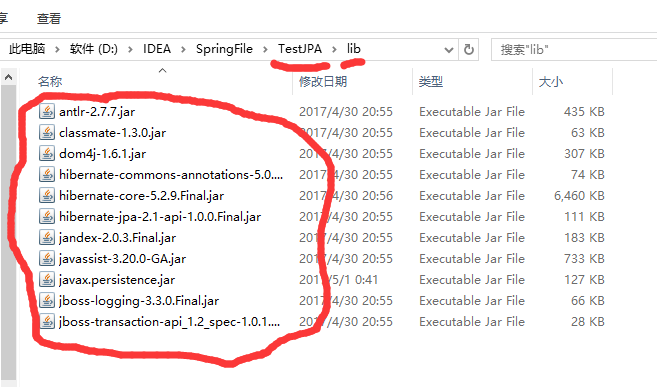 享 查看
此电脑 软件 (D:) IDEA SpringFile TestJPA lib 搜索"lib"
名称 修改日期 类型 大小
antlr-2.7.7.jar 2017/4/30 20:55 Executable Jar File 435 KB
classmate-1.3.0.jar 2017/4/30 20:55 Executable Jar File 63 KB
dom4j-1.6.1.jar 2017/4/30 20:55 Executable Jar File 307 KB
hibernate-commons-annotations-5.0.... 2017/4/30 20:55 Executable Jar File 74 KB
hibernate-core-5.2.9.Final.jar 2017/4/30 20:56 Executable Jar File 6,460 KB
hibernate-jpa-2.1-api-1.0.0.Final.jar 2017/4/30 20:55 Executable Jar File 111 KB
jandex-2.0.3.Final.jar 2017/4/30 20:55 Executable Jar File 183 KB
javassist-3.20.0-GA.jar 2017/4/30 20:55 Executable Jar File 733 KB
javax.persistence.jar 2017/5/1 0:41 Executable Jar File 127 KB
jboss-logging-3.3.0.Final.jar 2017/4/30 20:55 Executable Jar File 66 KB
jboss-transaction-api_1.2_spec-1.0.1.... 2017/4/30 20:55 Executable Jar File 28 KB